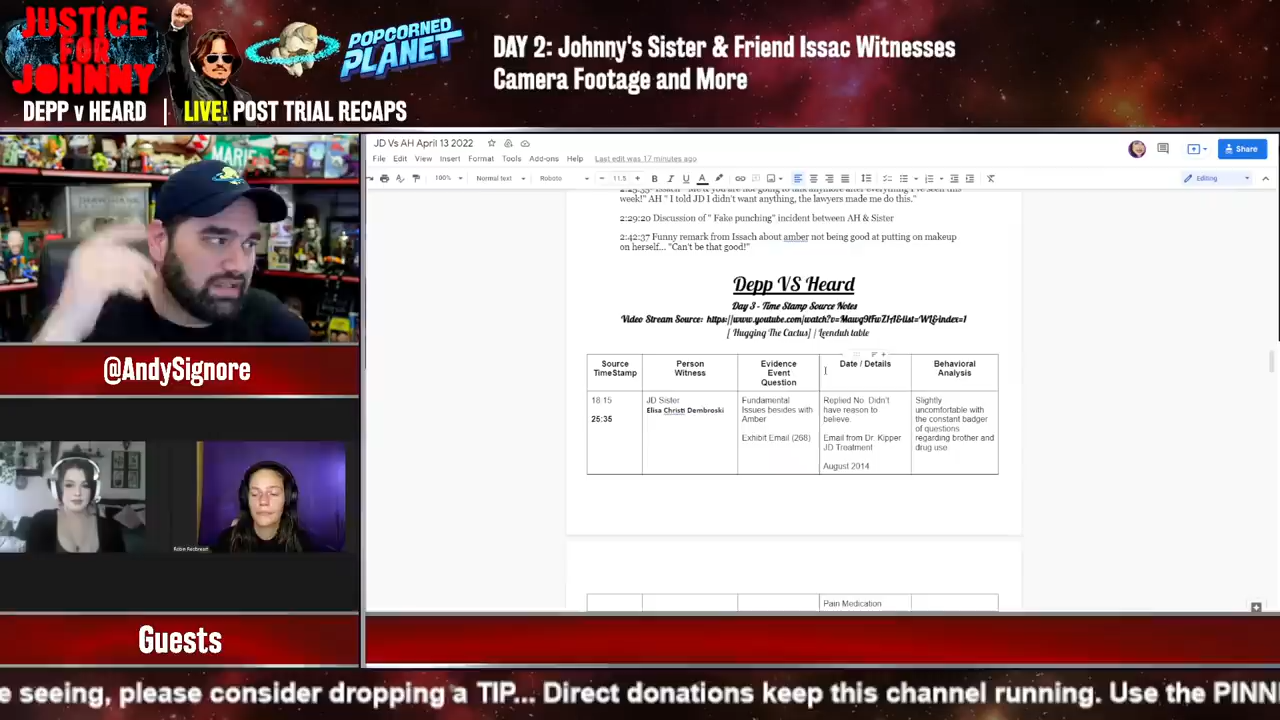 JUSTICE
FOR
JOHNNY
POPCORNED
PLANET
DEPP v HEARD | LIVE! POST TRIAL RECAPS
DAY 2: Johnny's Sister & Friend Issac Witnesses
Camera Footage and More
MARIE
@AndySignore
Robin Redbreast
Guests
JD Vs AH April 13 2022
File Edit View Insert Format Tools Add-ons Help Last edit was 17 minutes ago
Share
100% Normal text Roboto 11.5 B I U A Editing
week!" AH " I told JD I didn't want anything, the lawyers made me do this."
2:29:20 Discussion of " Fake punching" incident between AH & Sister
2:42:37 Funny remark from Issach about amber not being good at putting on makeup
on herself... "Can't be that good!"
Depp VS Heard
Day 3 - Time Stamp Source Notes
Video Stream Source:
[ Hugging The Cactus] / Leenduh table
Source
TimeStamp
Person
Witness
Evidence
Event
Question
Date / Details
Behavioral
Analysis
18:15
25:35
JD Sister
Elisa Christi Dembroski
Fundamental
Issues besides with
Amber
Exhibit Email (268)
Replied No. Didn't
have reason to
believe.
Email from Dr. Kipper
JD Treatment
August 2014
Slightly
uncomfortable with
the constant badger
of questions
regarding brother and
drug use
Pain Medication
e seeing, please consider dropping a TIP... Direct donations keep this channel running. Use the PINN